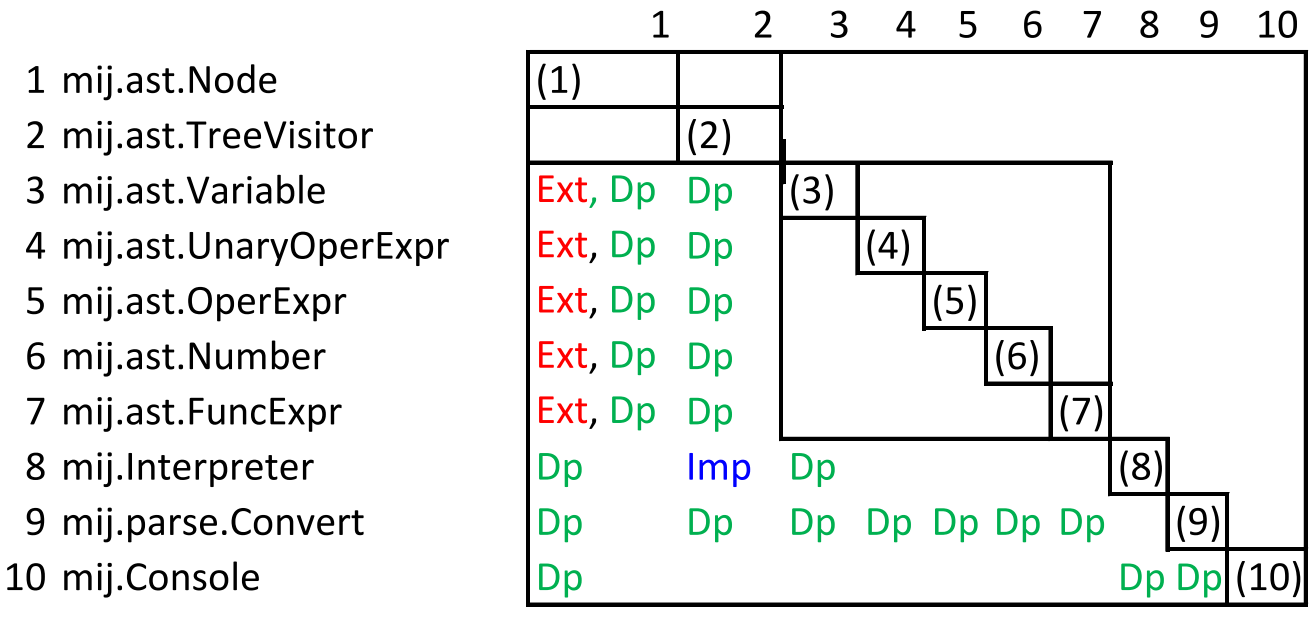 1 2 3 4 5 6 7 8 9 10
1 mij.ast.Node (1)
2 mij.ast.TreeVisitor (2)
3 mij.ast.Variable Ext, Dp Dp (3)
4 mij.ast.UnaryOperExpr Ext, Dp Dp (4)
5 mij.ast.OperExpr Ext, Dp Dp (5)
6 mij.ast.Number Ext, Dp Dp (6)
7 mij.ast.FuncExpr Ext, Dp Dp (7)
8 mij.Interpreter Dp Imp Dp (8)
9 mij.parse.Convert Dp Dp Dp Dp Dp Dp Dp (9)
10 mij.Console Dp Dp Dp (10)